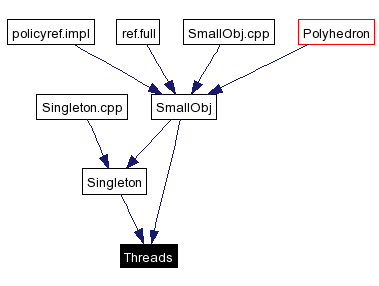 policyref.impl
ref.full
SmallObj.cpp
Polyhedron
Singleton.cpp
SmallObj
Singleton
Threads